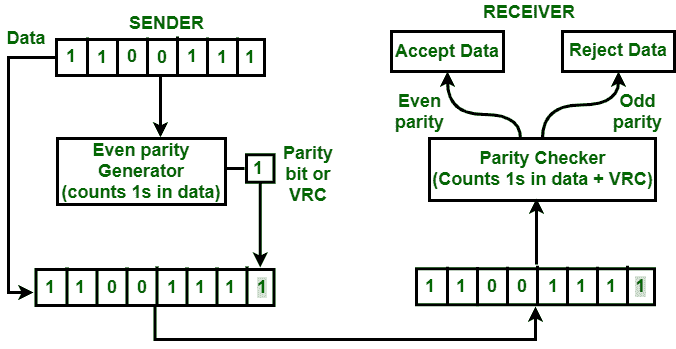 SENDER
Data
1 1 0 0 1 1 1
Even parity
Generator
(counts 1s in data)
1
Parity
bit or
VRC
1 1 0 0 1 1 1 1
RECEIVER
Accept Data
Reject Data
Even
parity
Odd
parity
Parity Checker
(Counts 1s in data + VRC)
1 1 0 0 1 1 1 1